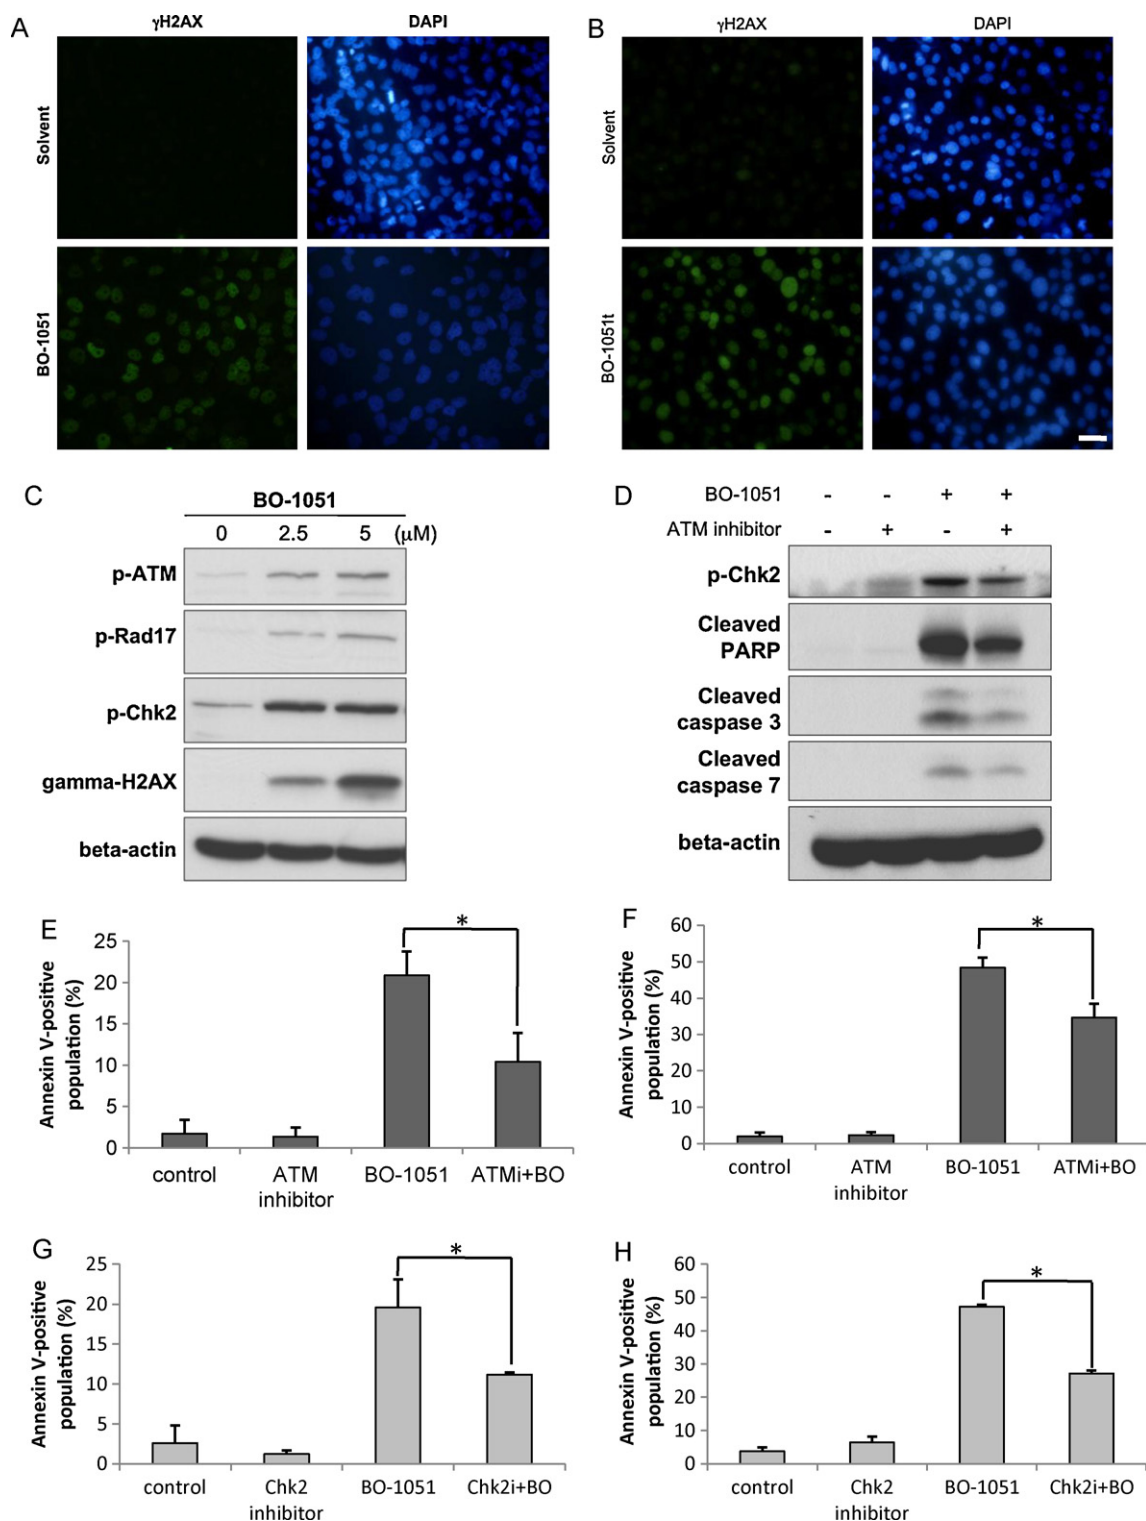 A
γH2AX
DAPI
Solvent
BO-1051
B
γH2AX
DAPI
Solvent
BO-1051t
C
BO-1051
0 2.5 5 (μM)
p-ATM
p-Rad17
p-Chk2
gamma-H2AX
beta-actin
D
BO-1051 - - + +
ATM inhibitor - + - +
p-Chk2
Cleaved
PARP
Cleaved
caspase 3
Cleaved
caspase 7
beta-actin
E
Annexin V-positive
population (%)
25
20
15
10
5
0
*
control
ATM
inhibitor
BO-1051
ATMi+BO
F
Annexin V-positive
population (%)
60
50
40
30
20
10
0
*
control
ATM
inhibitor
BO-1051
ATMi+BO
G
Annexin V-positive
population (%)
25
20
15
10
5
0
*
control
Chk2
inhibitor
BO-1051
Chk2i+BO
H
Annexin V-positive
population (%)
60
50
40
30
20
10
0
*
control
Chk2
inhibitor
BO-1051
Chk2i+BO